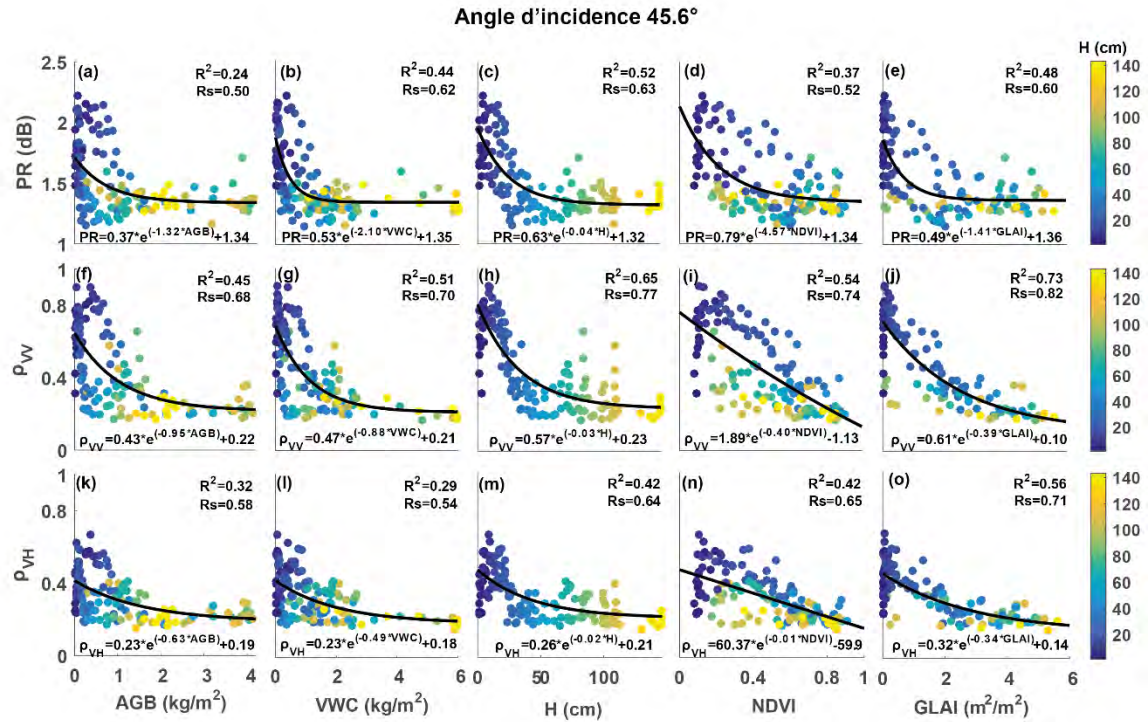 Angle d'incidence 45.6°
H (cm)
PR (dB)
2.5
2
1.5
1
(a)
R²=0.24
Rs=0.50
PR=0.37*e^(-1.32*AGB)+1.34
(b)
R²=0.44
Rs=0.62
PR=0.53*e^(-2.10*VWC)+1.35
(c)
R²=0.52
Rs=0.63
PR=0.63*e^(-0.04*H)+1.32
(d)
R²=0.37
Rs=0.52
PR=0.79*e^(-4.57*NDVI)+1.34
(e)
R²=0.48
Rs=0.60
PR=0.49*e^(-1.41*GLAI)+1.36
140
120
100
80
60
40
20
ρVV
1
0.8
0.4
0
(f)
R²=0.45
Rs=0.68
ρVV=0.43*e^(-0.95*AGB)+0.22
(g)
R²=0.51
Rs=0.70
ρVV=0.47*e^(-0.88*VWC)+0.21
(h)
R²=0.65
Rs=0.77
ρVV=0.57*e^(-0.03*H)+0.23
(i)
R²=0.54
Rs=0.74
ρVV=1.89*e^(-0.40*NDVI)-1.13
(j)
R²=0.73
Rs=0.82
ρVV=0.61*e^(-0.39*GLAI)+0.10
140
120
100
80
60
40
20
ρVH
1
0.8
0.4
0
(k)
R²=0.32
Rs=0.58
ρVH=0.23*e^(-0.63*AGB)+0.19
(l)
R²=0.29
Rs=0.54
ρVH=0.23*e^(-0.49*VWC)+0.18
(m)
R²=0.42
Rs=0.64
ρVH=0.26*e^(-0.02*H)+0.21
(n)
R²=0.42
Rs=0.65
ρVH=60.37*e^(-0.01*NDVI)-59.9
(o)
R²=0.56
Rs=0.71
ρVH=0.32*e^(-0.34*GLAI)+0.14
140
120
100
80
60
40
20
0 1 2 3 4
AGB (kg/m²)
0 2 4 6
VWC (kg/m²)
0 50 100
H (cm)
0 0.4 0.8 1
NDVI
0 2 4 6
GLAI (m²/m²)